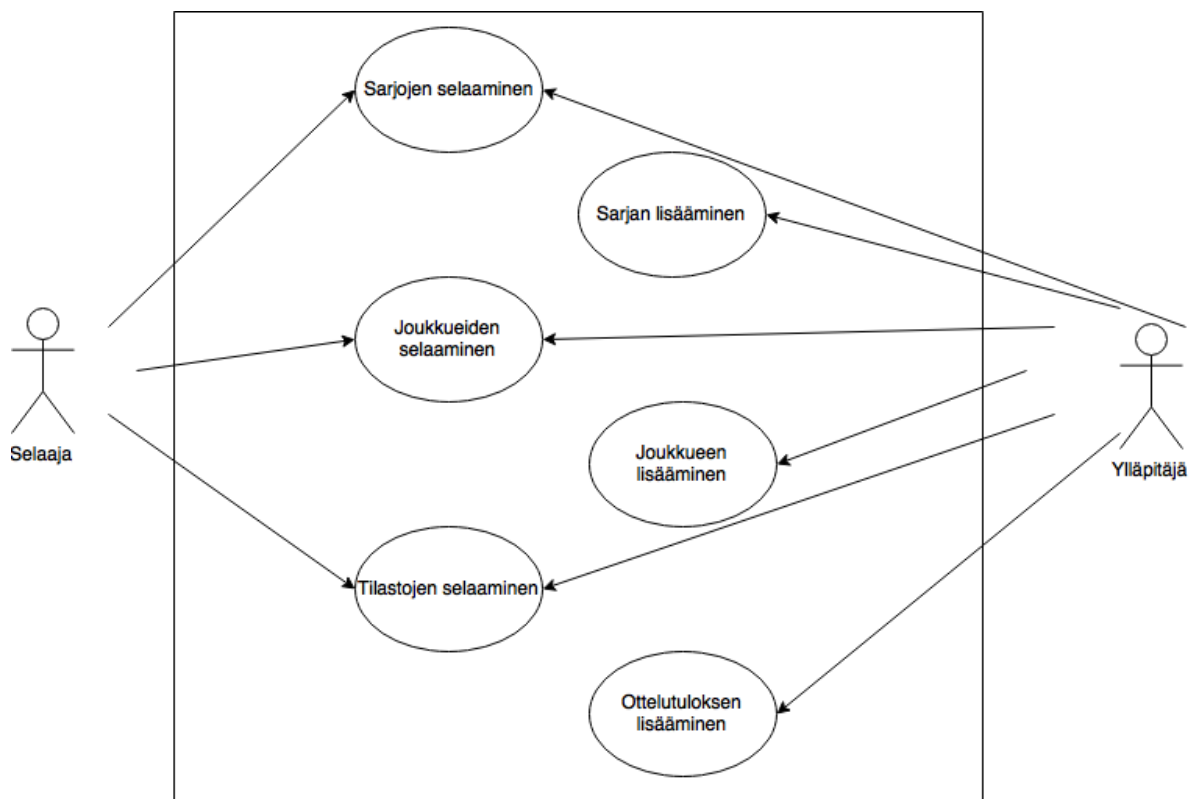 Sarjojen selaaminen
Sarjan lisääminen
Joukkueiden
selaaminen
Selaaja
Joukkueen
lisääminen
Ylläpitäjä
Tilastojen selaaminen
Ottelutuloksen
lisääminen